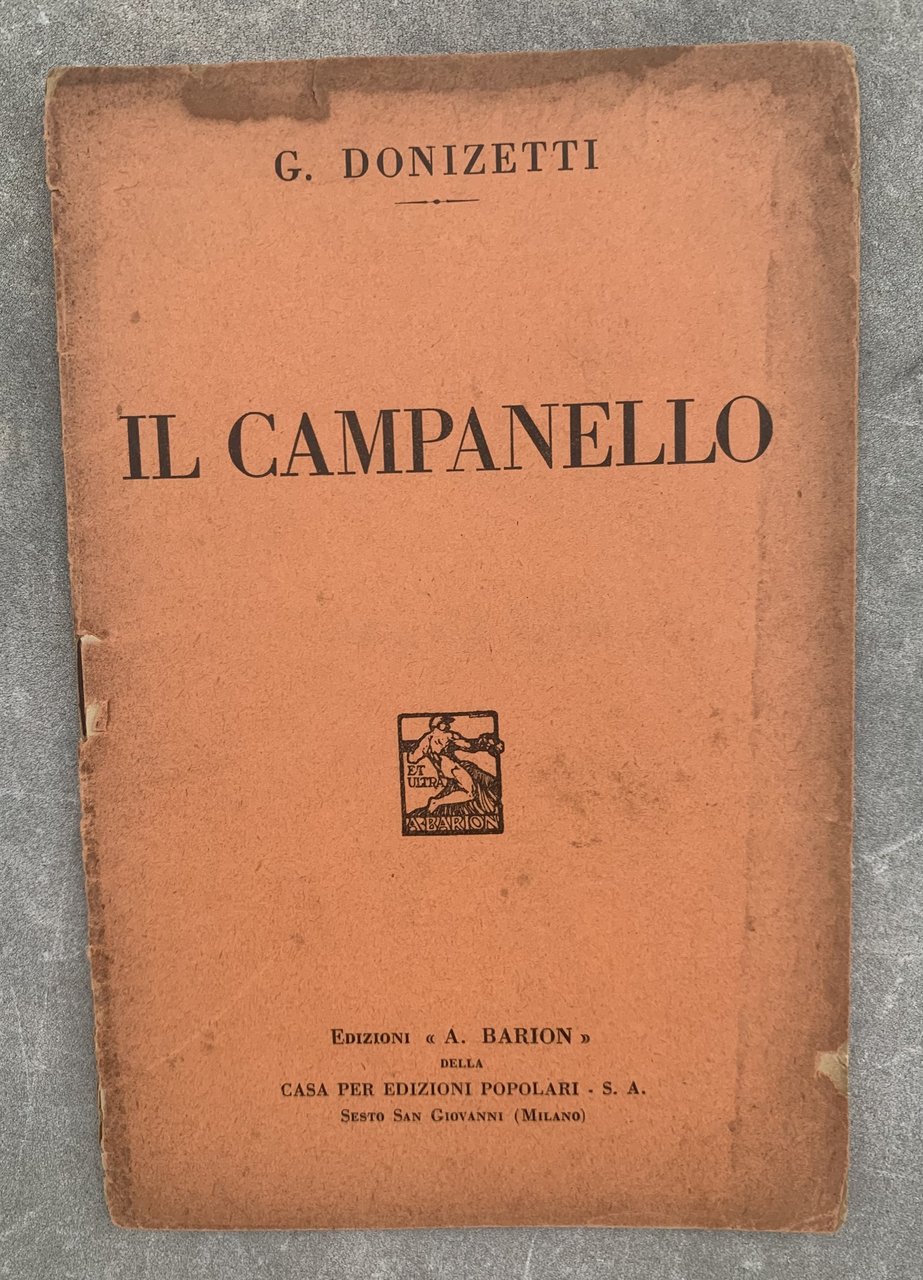 G. DONIZETTI
IL CAMPANELLO
ET
ULTRA
A·BARION
EDIZIONI « A. BARION »
DELLA
CASA PER EDIZIONI POPOLARI - S. A.
SESTO SAN GIOVANNI (MILANO)